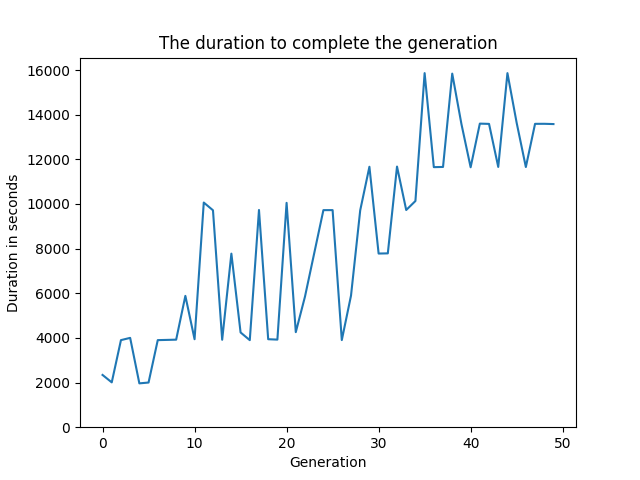 The duration to complete the generation
16000
14000
12000
10000
8000
6000
4000
2000
0
Duration in seconds
0 10 20 30 40 50
Generation